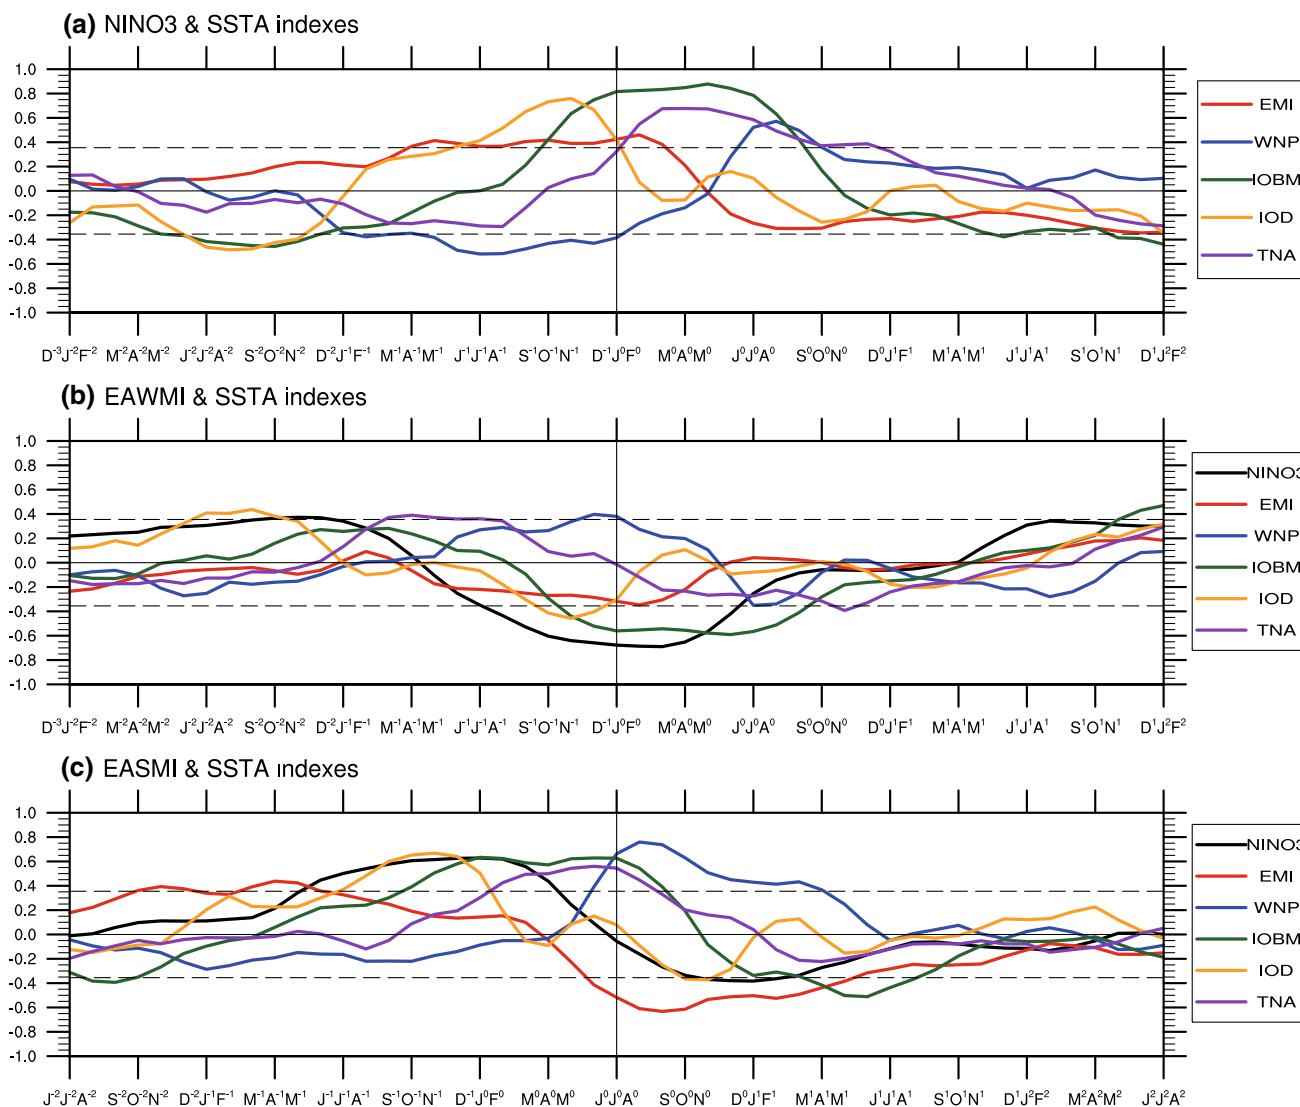 (a) NINO3 & SSTA indexes
1.0
0.8
0.6
0.4
0.2
0.0
-0.2
-0.4
-0.6
-0.8
-1.0
EMI
WNP
IOBM
IOD
TNA
D⁻³J⁻²F⁻² M⁻²A⁻²M⁻² J⁻²J⁻²A⁻² S⁻²O⁻²N⁻² D⁻²J⁻¹F⁻¹ M⁻¹A⁻¹M⁻¹ J⁻¹J⁻¹A⁻¹ S⁻¹O⁻¹N⁻¹ D⁻¹J⁰F⁰ M⁰A⁰M⁰ J⁰J⁰A⁰ S⁰O⁰N⁰ D⁰J¹F¹ M¹A¹M¹ J¹J¹A¹ S¹O¹N¹ D¹J²F²
(b) EAWMI & SSTA indexes
1.0
0.8
0.6
0.4
0.2
0.0
-0.2
-0.4
-0.6
-0.8
-1.0
NINO3
EMI
WNP
IOBM
IOD
TNA
D⁻³J⁻²F⁻² M⁻²A⁻²M⁻² J⁻²J⁻²A⁻² S⁻²O⁻²N⁻² D⁻²J⁻¹F⁻¹ M⁻¹A⁻¹M⁻¹ J⁻¹J⁻¹A⁻¹ S⁻¹O⁻¹N⁻¹ D⁻¹J⁰F⁰ M⁰A⁰M⁰ J⁰J⁰A⁰ S⁰O⁰N⁰ D⁰J¹F¹ M¹A¹M¹ J¹J¹A¹ S¹O¹N¹ D¹J²F²
(c) EASMI & SSTA indexes
1.0
0.8
0.6
0.4
0.2
0.0
-0.2
-0.4
-0.6
-0.8
-1.0
NINO3
EMI
WNP
IOBM
IOD
TNA
J⁻²J⁻²A⁻² S⁻²O⁻²N⁻² D⁻²J⁻¹F⁻¹ M⁻¹A⁻¹M⁻¹ J⁻¹J⁻¹A⁻¹ S⁻¹O⁻¹N⁻¹ D⁻¹J⁰F⁰ M⁰A⁰M⁰ J⁰J⁰A⁰ S⁰O⁰N⁰ D⁰J¹F¹ M¹A¹M¹ J¹J¹A¹ S¹O¹N¹ D¹J²F² M²A²M² J²J²A²